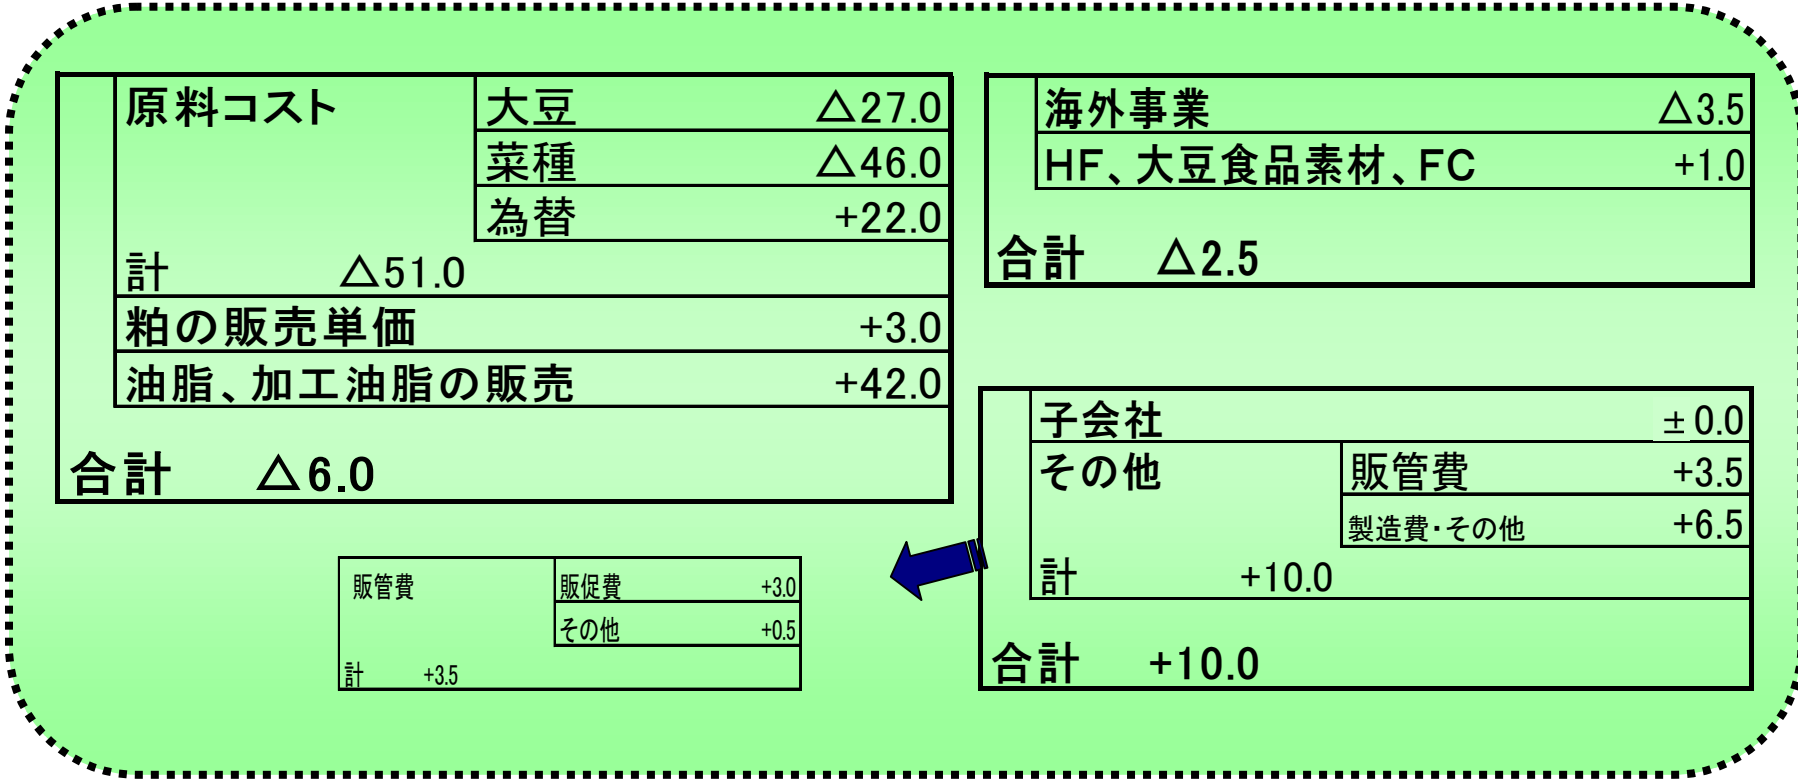 原料コスト 大豆 △27.0
菜種 △46.0
為替 +22.0
計 △51.0
粕の販売単価 +3.0
油脂、加工油脂の販売 +42.0
合計 △6.0
海外事業 △3.5
HF、大豆食品素材、FC +1.0
合計 △2.5
子会社 ±0.0
その他 販管費 +3.5
製造費・その他 +6.5
計 +10.0
合計 +10.0
販管費 販促費 +3.0
その他 +0.5
計 +3.5